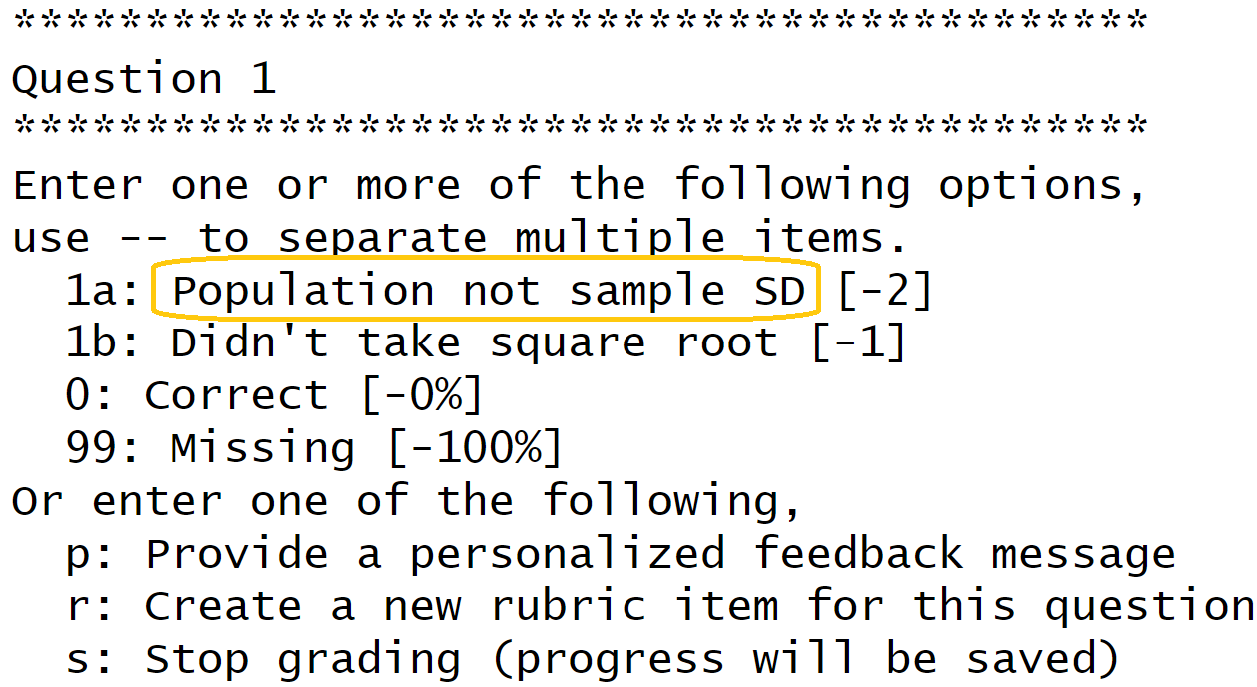 *******************************************
Question 1
*******************************************
Enter one or more of the following options,
use -- to separate multiple items.
1a: Population not sample SD [-2]
1b: Didn't take square root [-1]
0: Correct [-0%]
99: Missing [-100%]
Or enter one of the following,
p: Provide a personalized feedback message
r: Create a new rubric item for this question
s: Stop grading (progress will be saved)